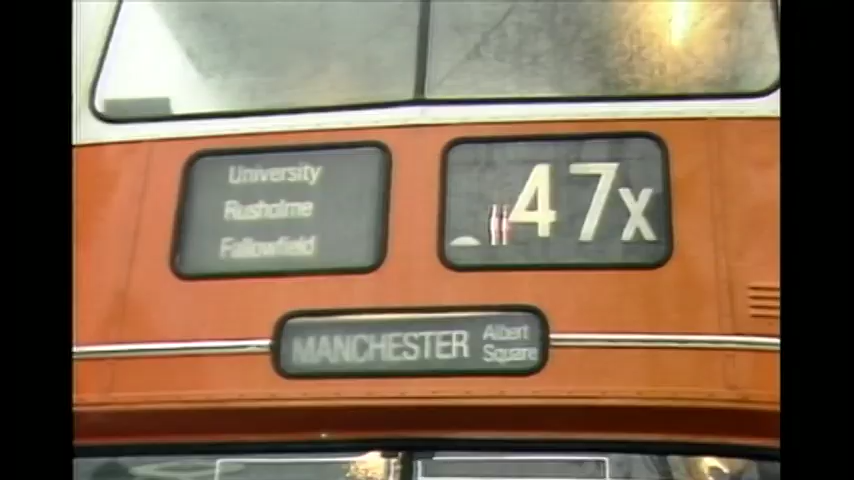 University
Rusholme
Fallowfield
47x
MANCHESTER Albert
Square